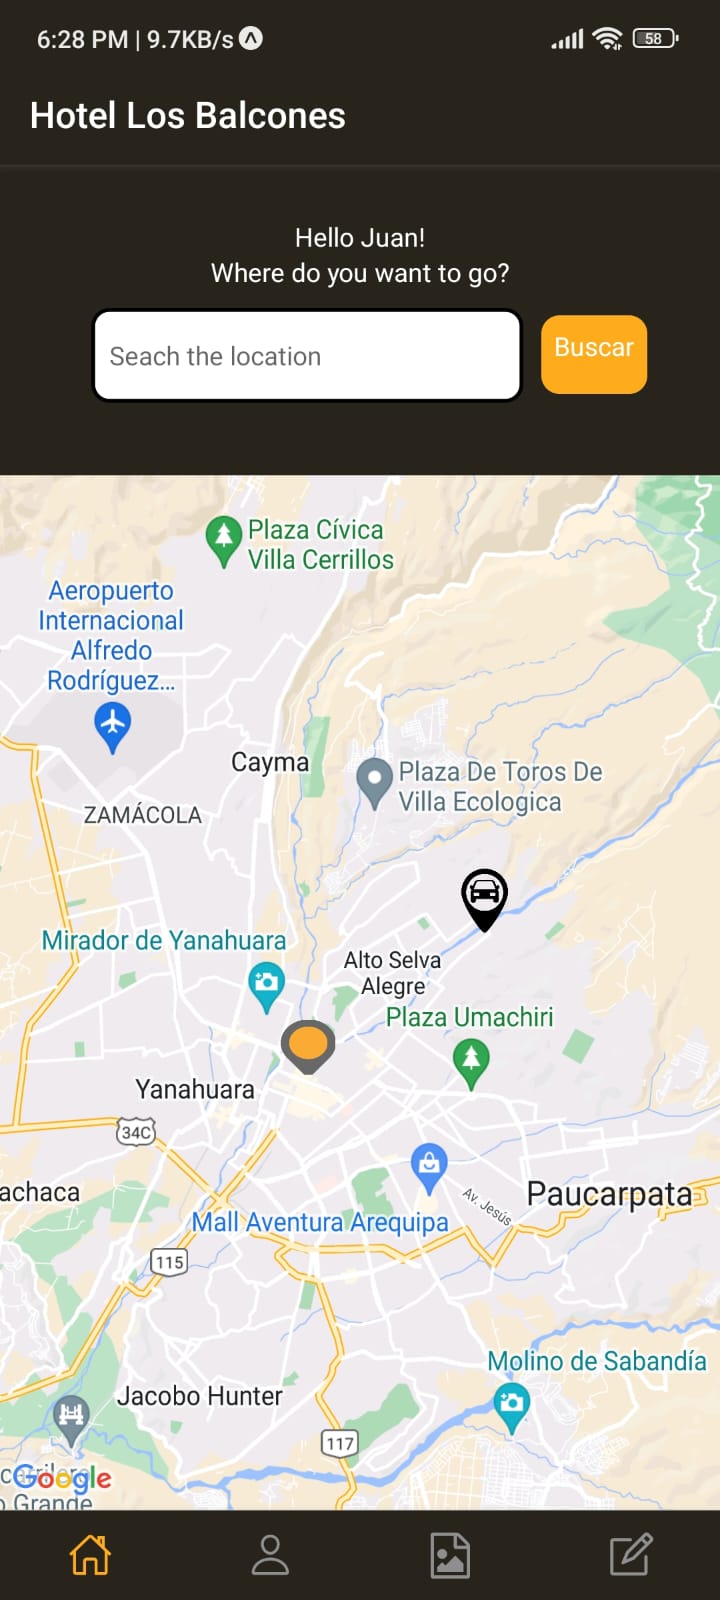 6:28 PM | 9.7KB/s
58
Hotel Los Balcones
Hello Juan!
Where do you want to go?
Seach the location
Buscar
Plaza Cívica
Villa Cerrillos
Aeropuerto
Internacional
Alfredo
Rodríguez...
Cayma
Plaza De Toros De
Villa Ecologica
ZAMÁCOLA
Mirador de Yanahuara
Alto Selva
Alegre
Plaza Umachiri
Yanahuara
34C
achaca
Av. Jesús
Paucarpata
Mall Aventura Arequipa
115
Molino de Sabandía
Jacobo Hunter
117
Google
Grande